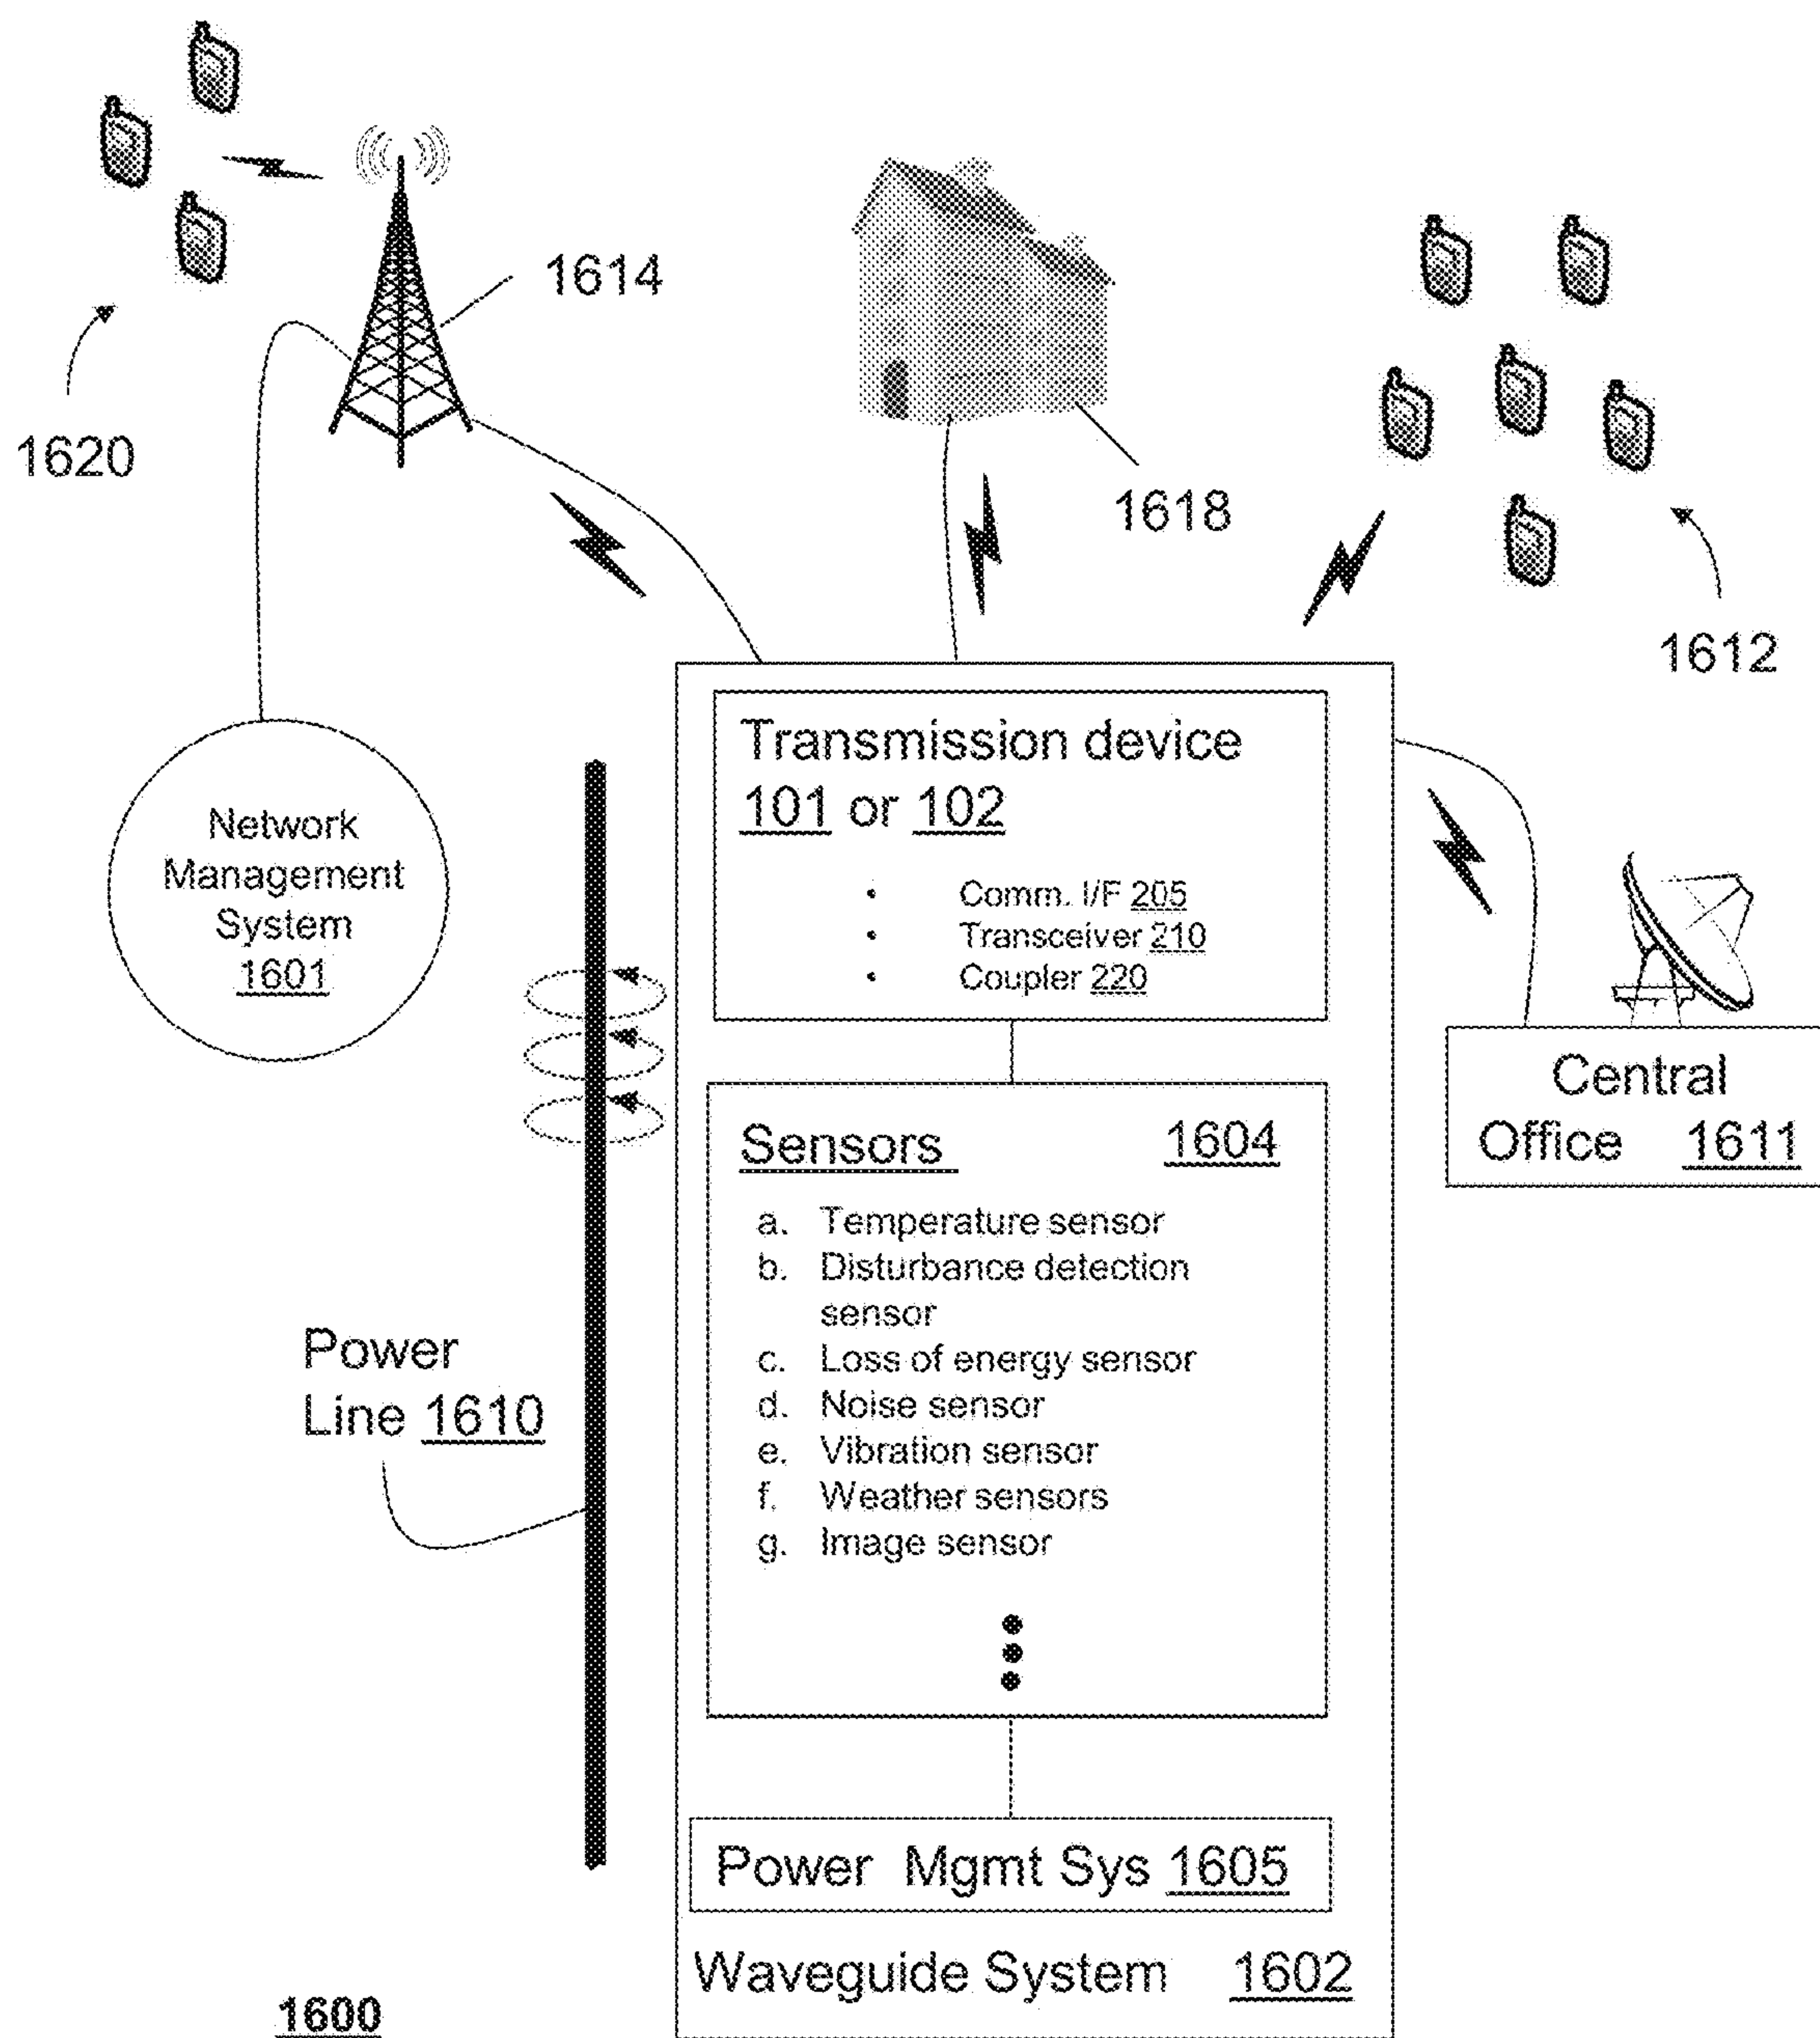 1614
1620
1618
1612
Network
Management
System
1601
Transmission device
101 or 102
• Comm. I/F 205
• Transceiver 210
• Coupler 220
Central
Office 1611
Sensors 1604
a. Temperature sensor
b. Disturbance detection
sensor
c. Loss of energy sensor
d. Noise sensor
e. Vibration sensor
f. Weather sensors
g. Image sensor
Power
Line 1610
Power Mgmt Sys 1605
Waveguide System 1602
1600